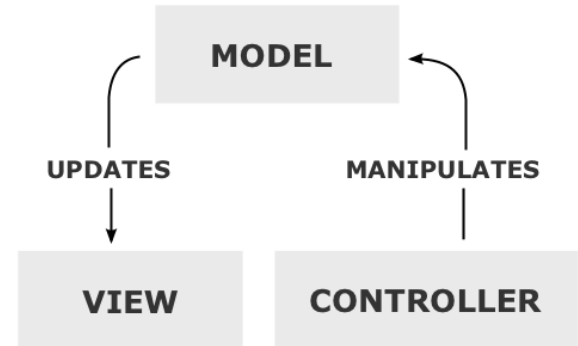 MODEL
UPDATES
MANIPULATES
VIEW
CONTROLLER